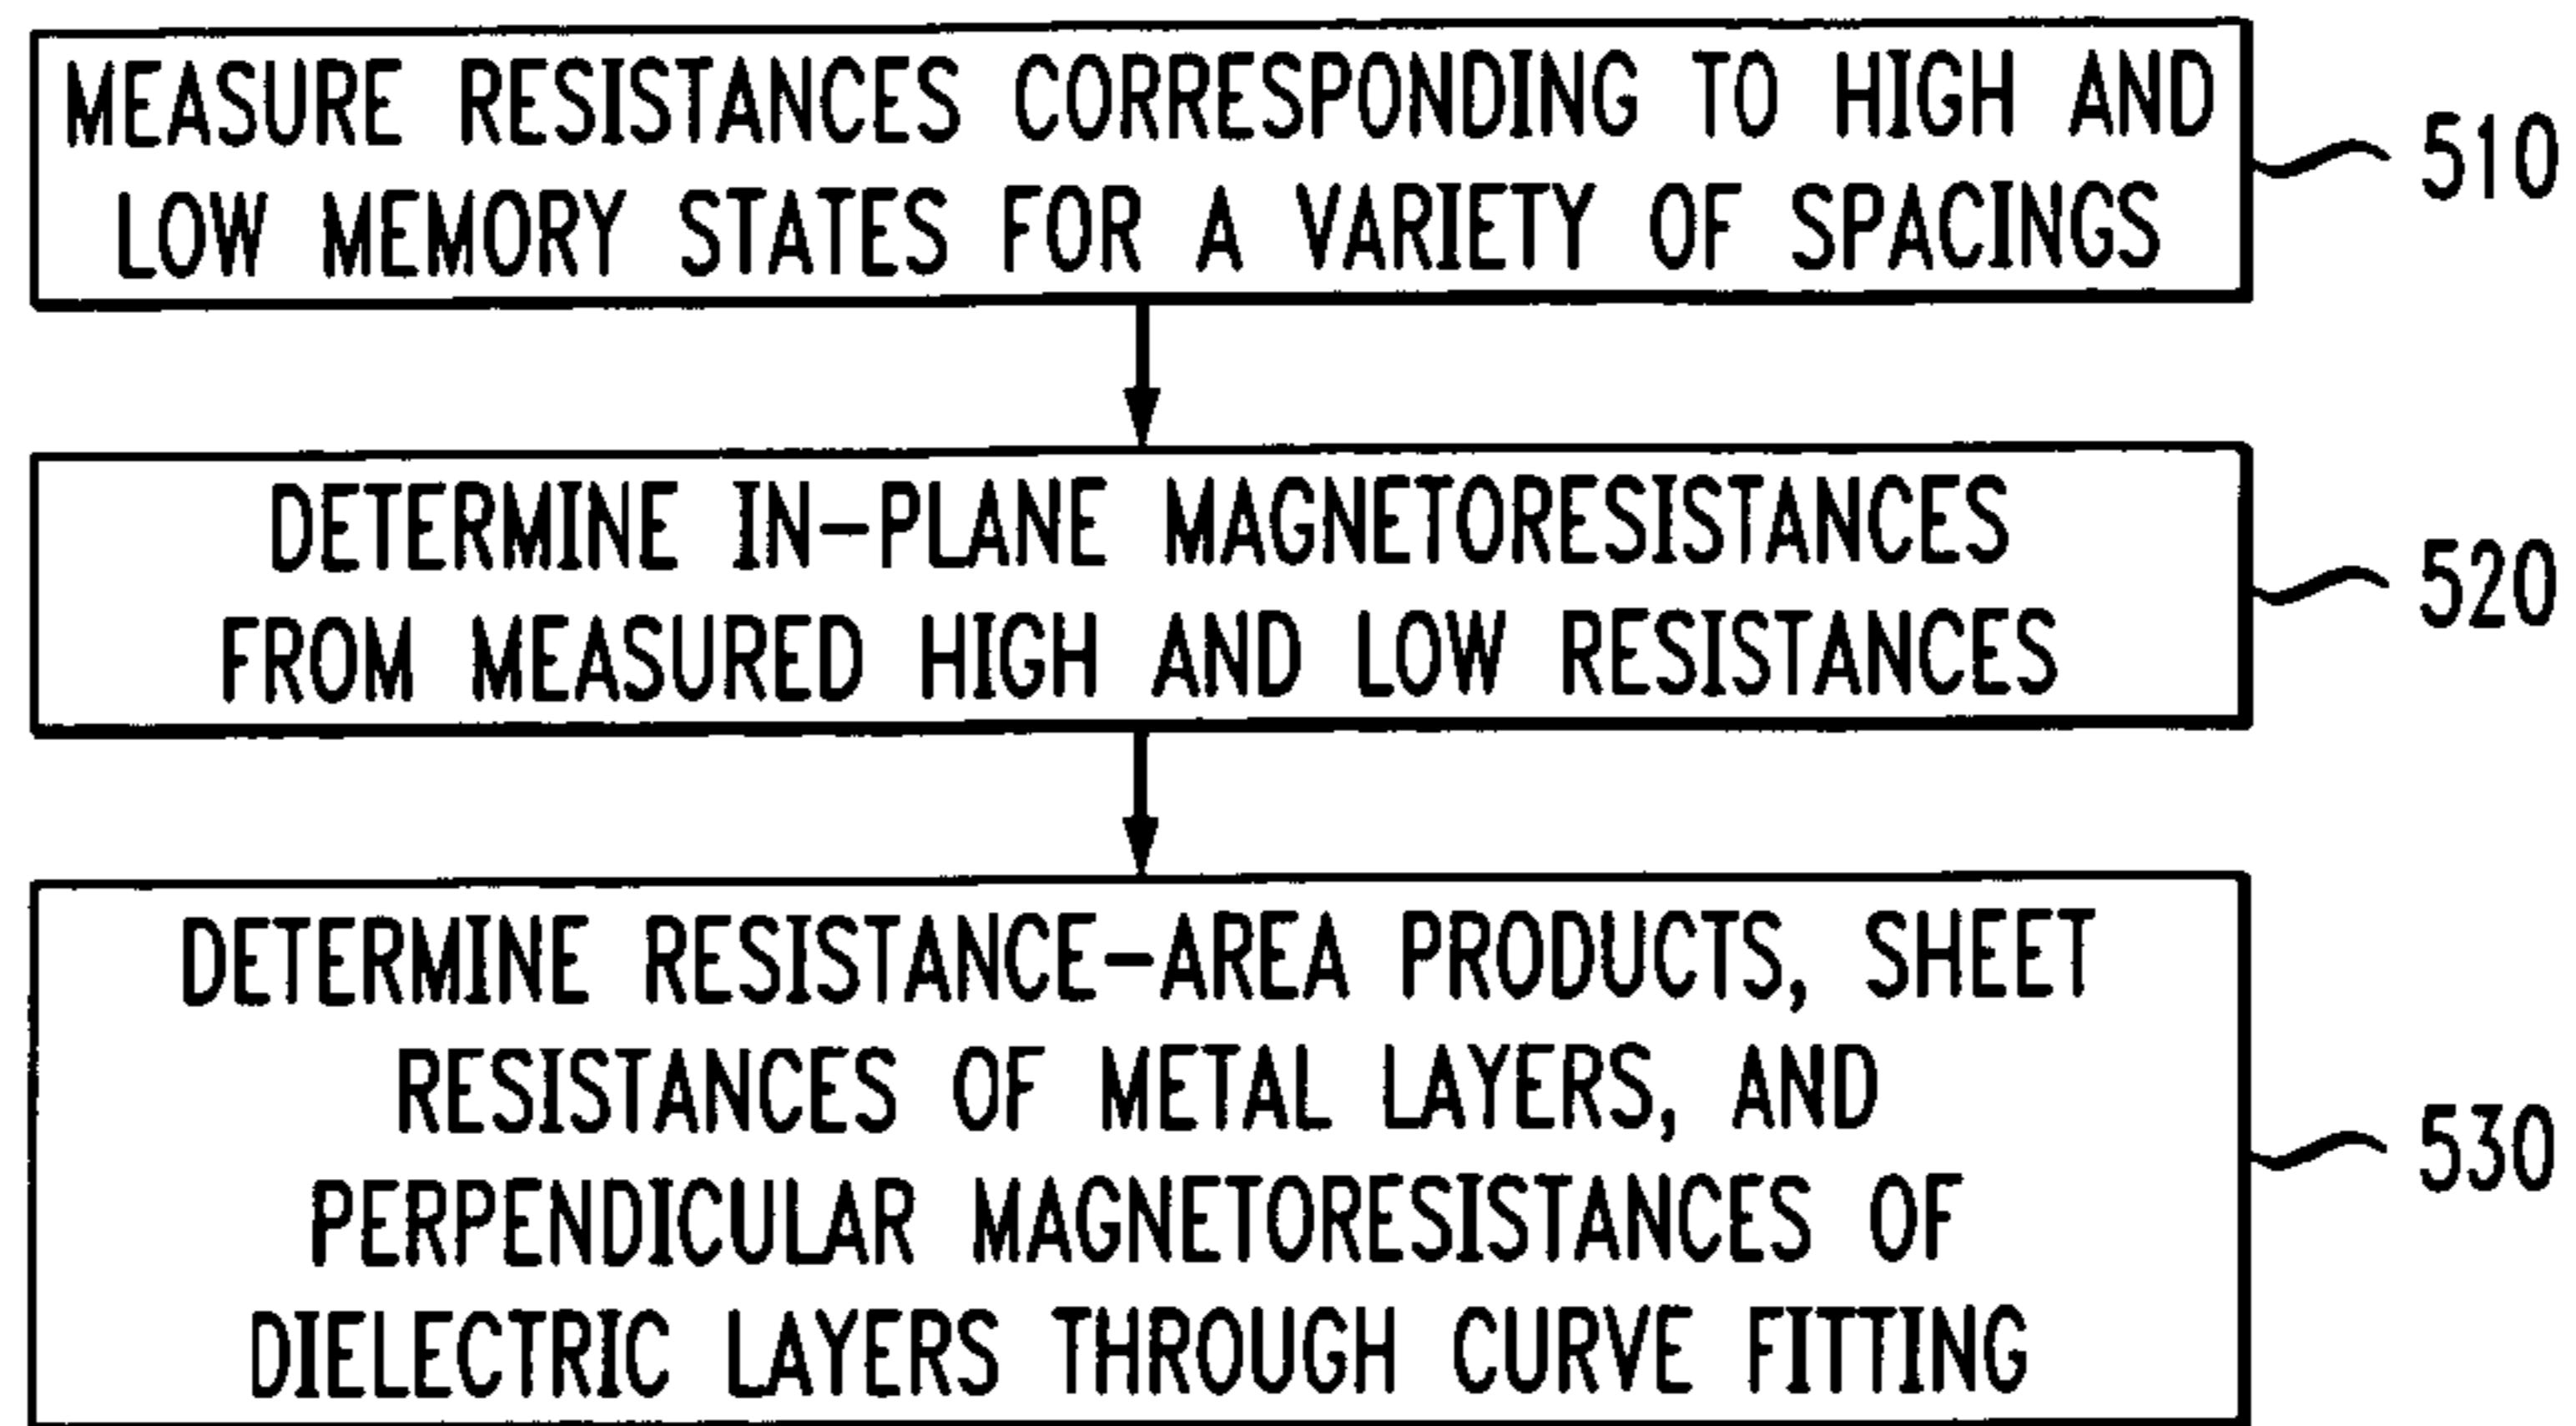 MEASURE RESISTANCES CORRESPONDING TO HIGH AND
LOW MEMORY STATES FOR A VARIETY OF SPACINGS
510
DETERMINE IN-PLANE MAGNETORESISTANCES
FROM MEASURED HIGH AND LOW RESISTANCES
520
DETERMINE RESISTANCE-AREA PRODUCTS, SHEET
RESISTANCES OF METAL LAYERS, AND
PERPENDICULAR MAGNETORESISTANCES OF
DIELECTRIC LAYERS THROUGH CURVE FITTING
530